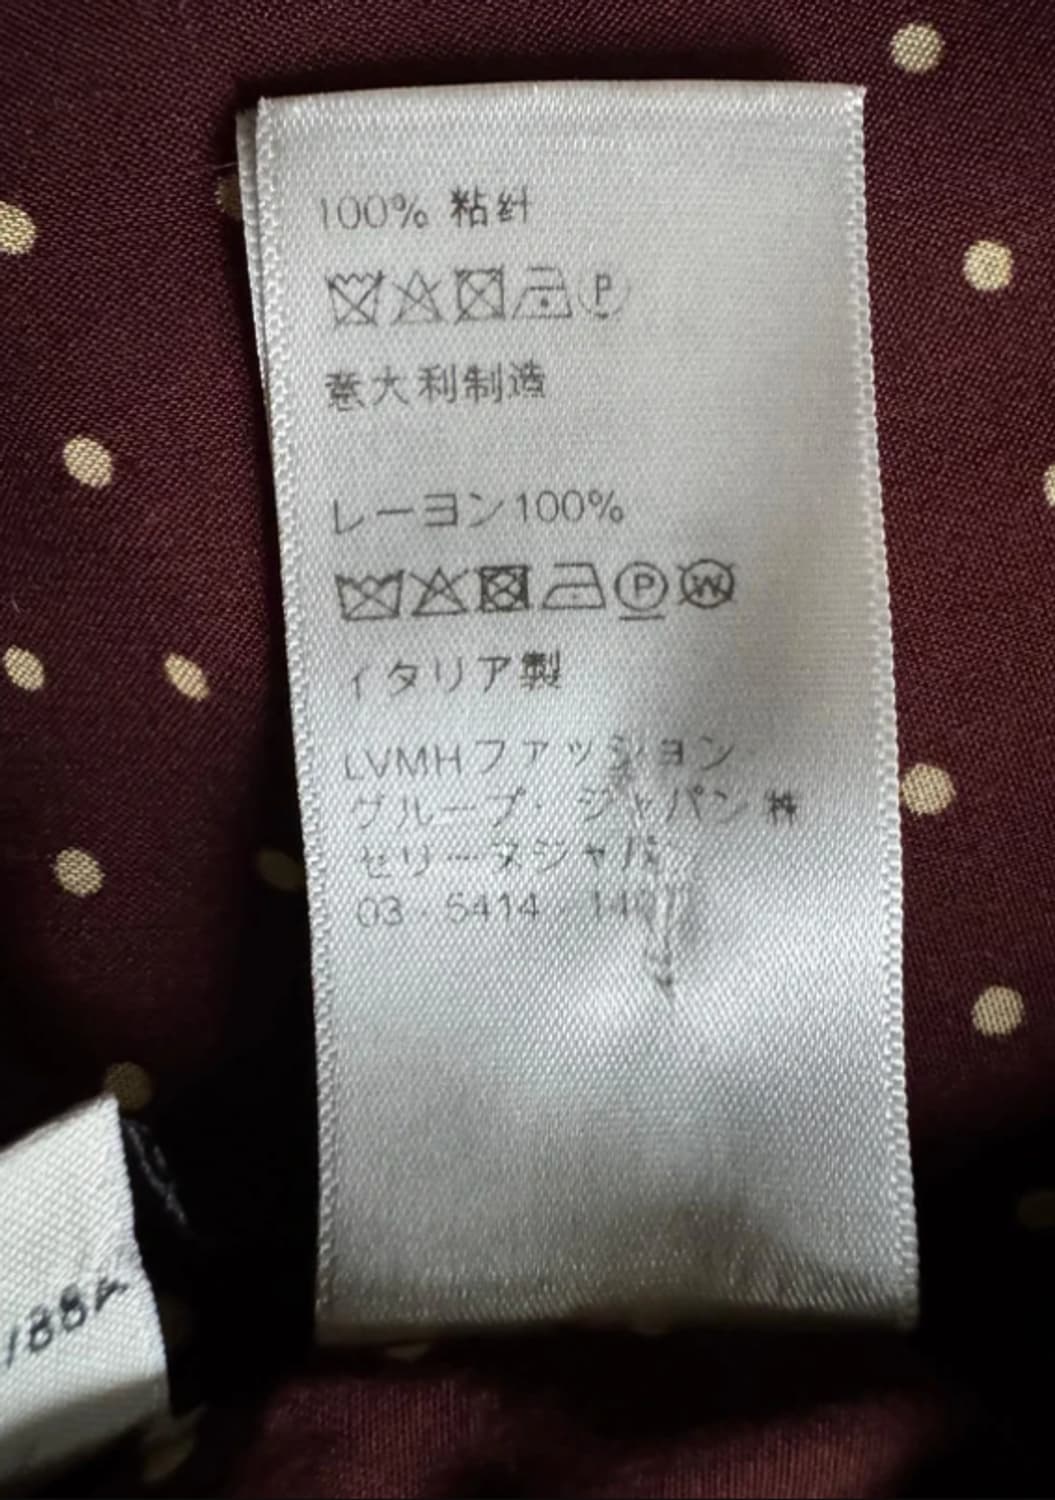 100% 粘纤
P
意大利制造
レーヨン100%
P W
イタリア製
LVMHファッション
グループ・ジャパン 株
セリーヌジャパン
03-5414-14
188A